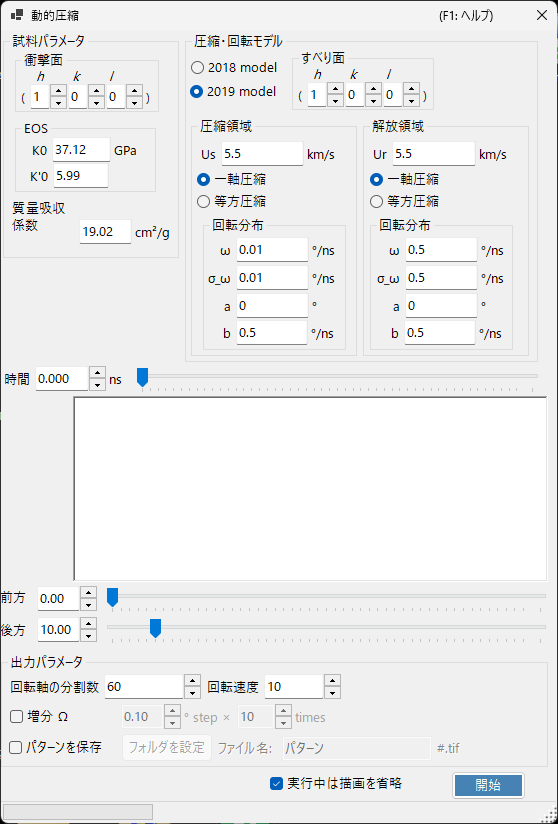 動的圧縮 (F1: ヘルプ)
試料パラメータ
衝撃面
h k l
( 1 0 0 )
EOS
K0 37.12 GPa
K'0 5.99
質量吸収
係数 19.02 cm²/g
圧縮・回転モデル
2018 model
2019 model
すべり面
h k l
( 1 0 0 )
圧縮領域
Us 5.5 km/s
一軸圧縮
等方圧縮
回転分布
ω 0.01 °/ns
σ_ω 0.01 °/ns
a 0 °
b 0.5 °/ns
解放領域
Ur 5.5 km/s
一軸圧縮
等方圧縮
回転分布
ω 0.5 °/ns
σ_ω 0.5 °/ns
a 0 °
b 0.5 °/ns
時間 0.000 ns
前方 0.00
後方 10.00
出力パラメータ
回転軸の分割数 60 回転速度 10
増分 Ω 0.10 ° step × 10 times
パターンを保存 フォルダを設定 ファイル名: パターン #.tif
実行中は描画を省略 開始